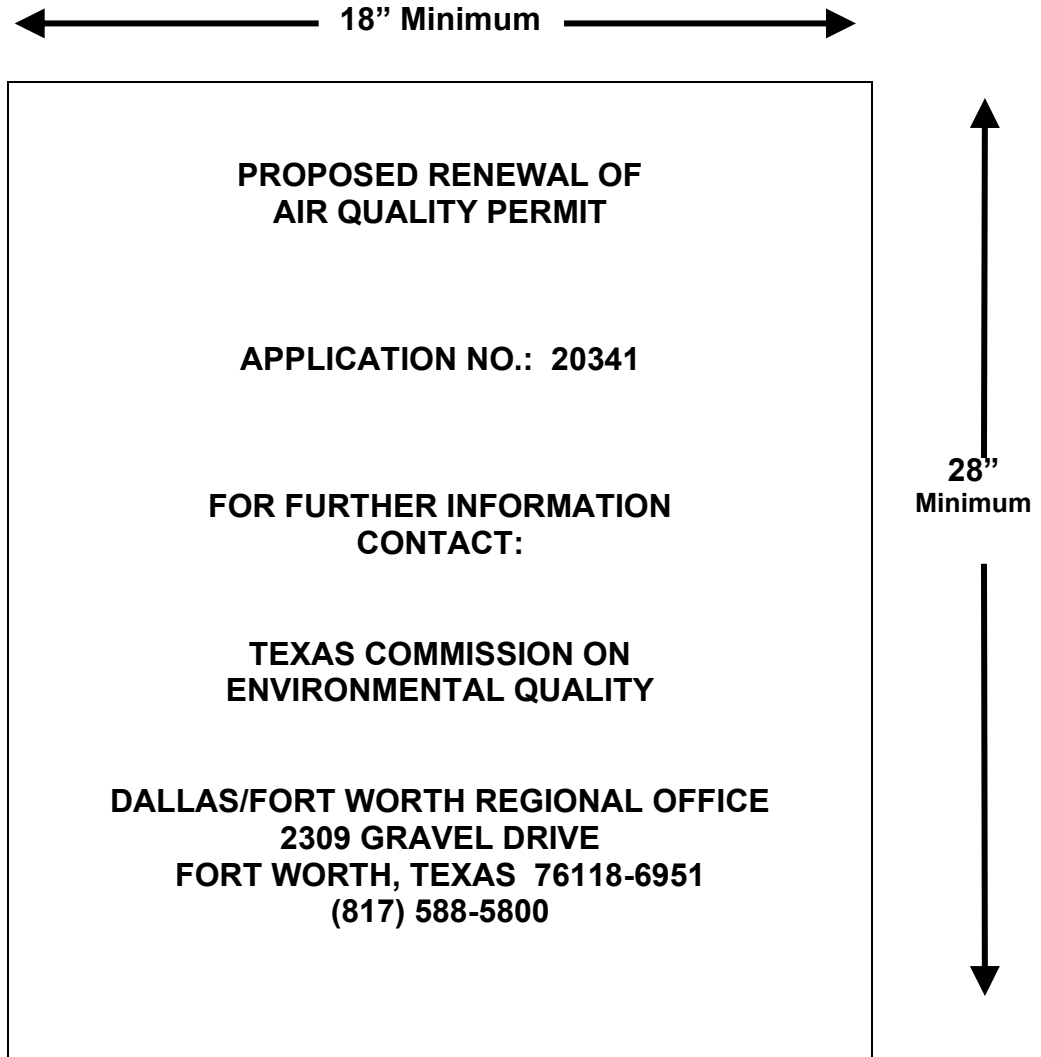 18” Minimum
PROPOSED RENEWAL OF
AIR QUALITY PERMIT
APPLICATION NO.: 20341
FOR FURTHER INFORMATION
CONTACT:
TEXAS COMMISSION ON
ENVIRONMENTAL QUALITY
DALLAS/FORT WORTH REGIONAL OFFICE
2309 GRAVEL DRIVE
FORT WORTH, TEXAS 76118-6951
(817) 588-5800
28”
Minimum